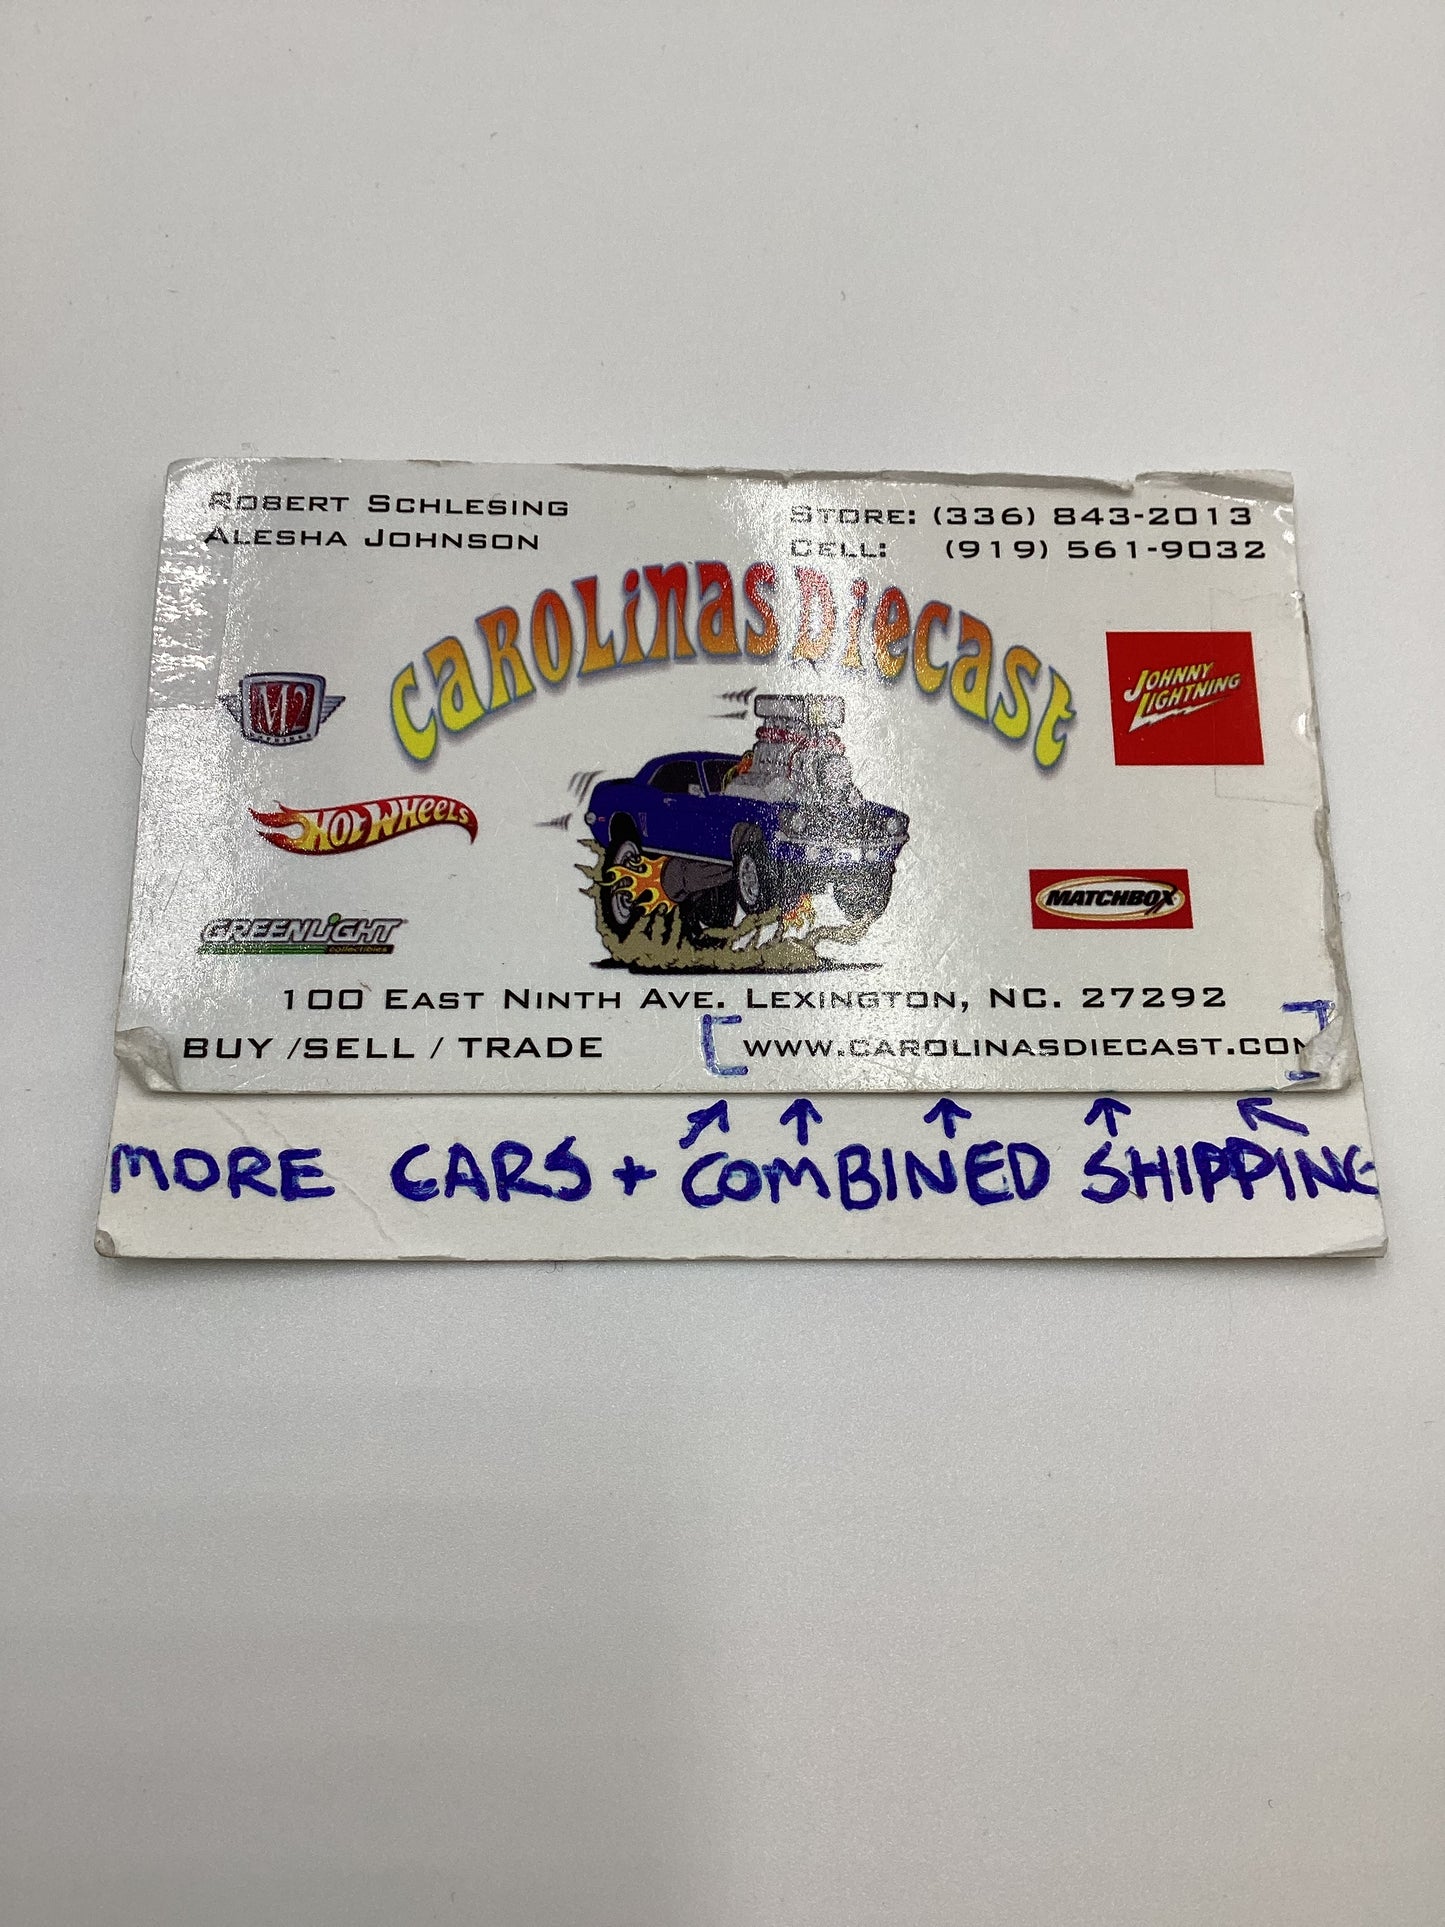 ROBERT SCHLESING
ALESHA JOHNSON
STORE: (336) 843-2013
CELL: (919) 561-9032
CAROLiNAS DiECAST
M2
MACHINES
JOHNNY
LIGHTNING
HOT WHEELS
MATCHBOX
GREENLiGHT
collectibles
100 EAST NINTH AVE. LEXINGTON, NC. 27292
BUY /SELL / TRADE
WWW.CAROLINASDIECAST.COM
MORE CARS + COMBINED SHIPPING